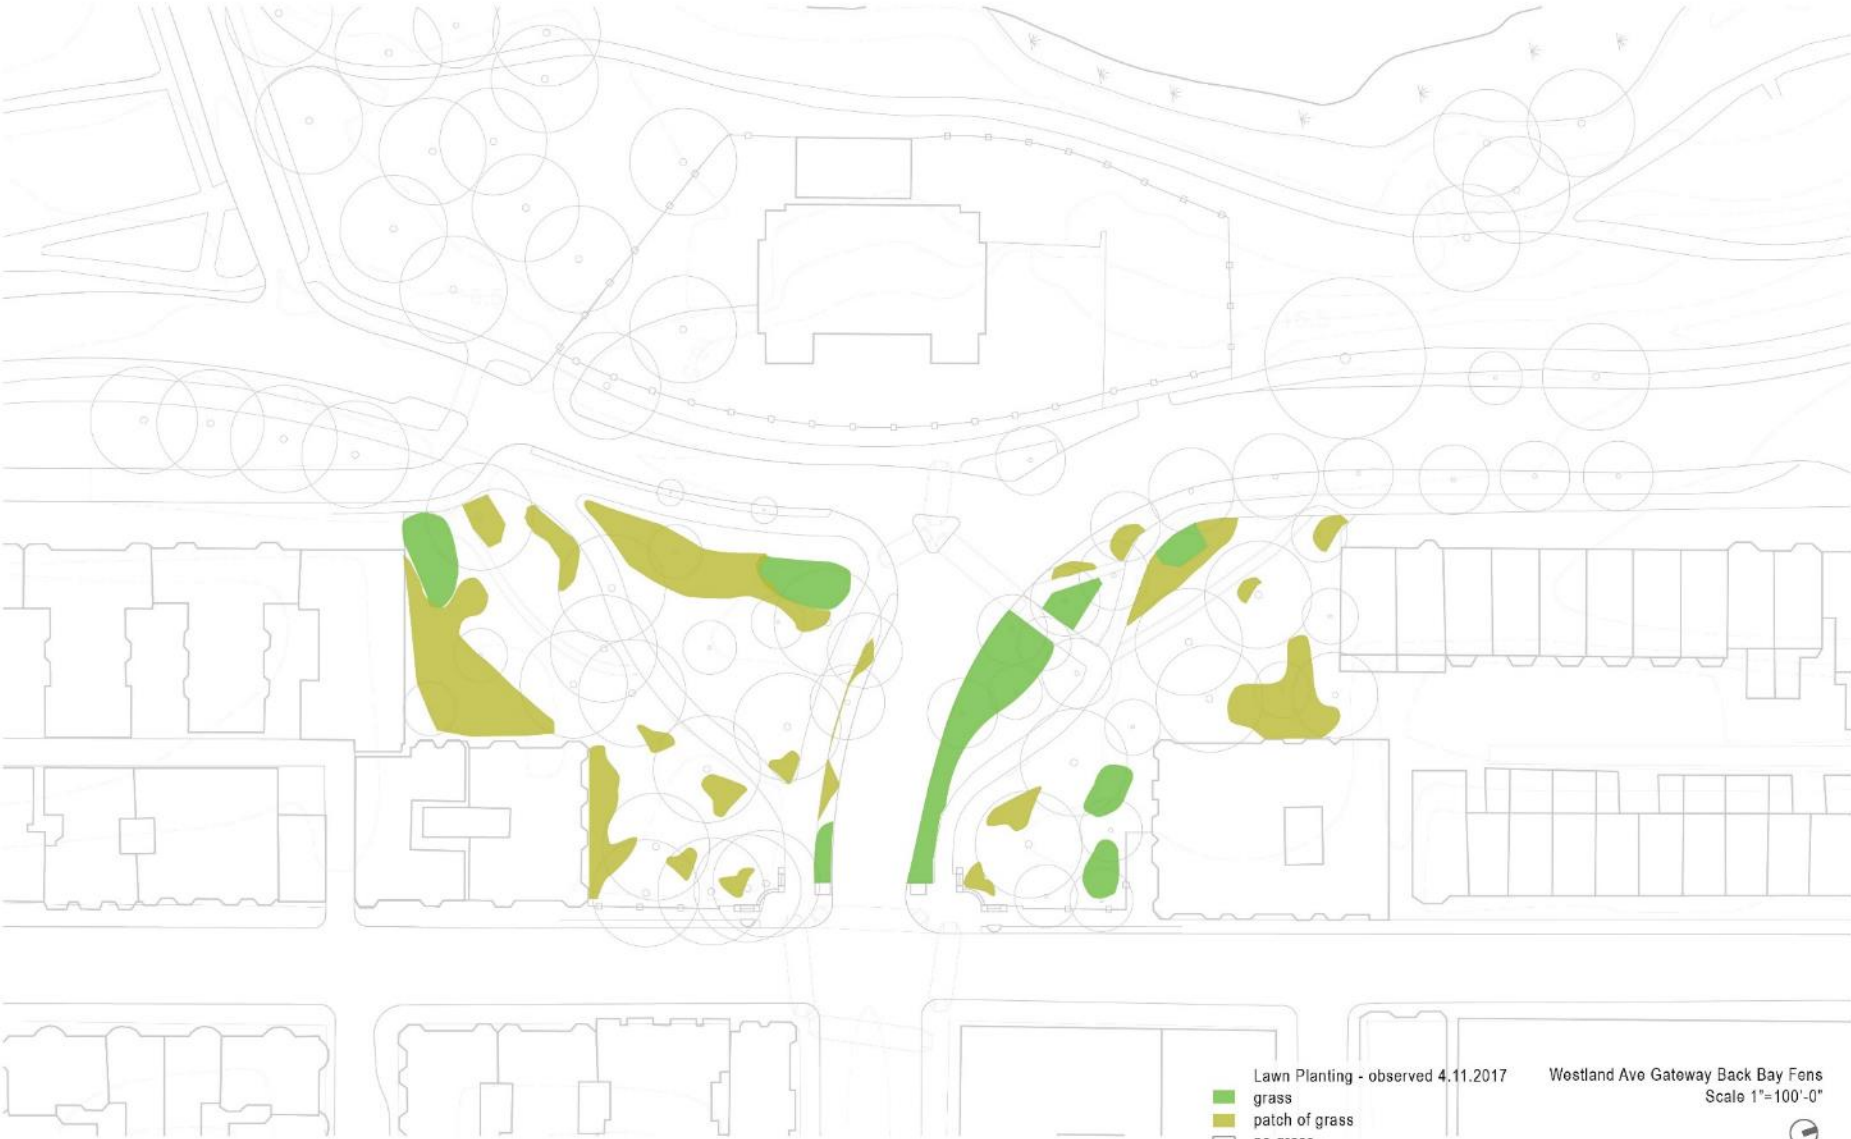 Lawn Planting - observed 4.11.2017
grass
patch of grass
Westland Ave Gateway Back Bay Fens
Scale 1"=100'-0"